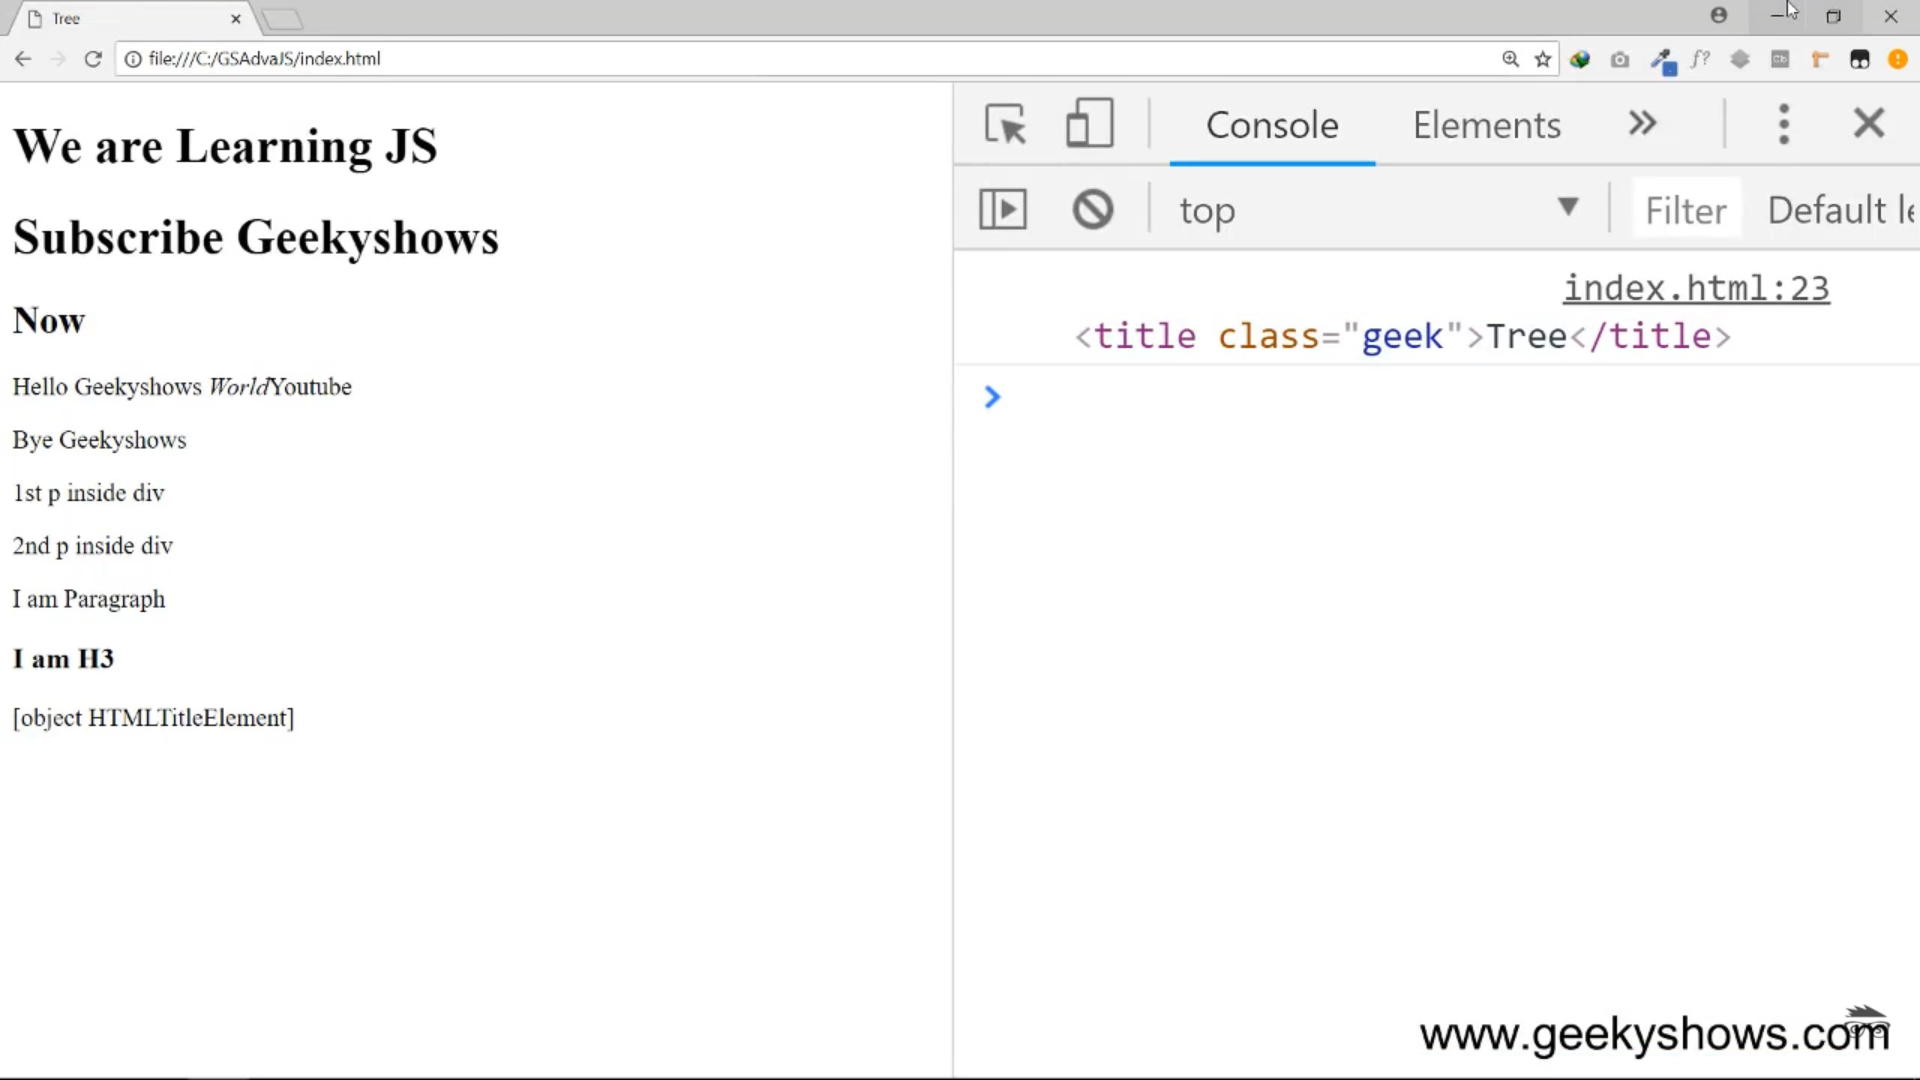 Tree
file:///C:/GSAdvaJS/index.html
We are Learning JS
Subscribe Geekyshows
Now
Hello Geekyshows WorldYoutube
Bye Geekyshows
1st p inside div
2nd p inside div
I am Paragraph
I am H3
[object HTMLTitleElement]
Console Elements
top Filter Default le
index.html:23
<title class="geek">Tree</title>
www.geekyshows.com